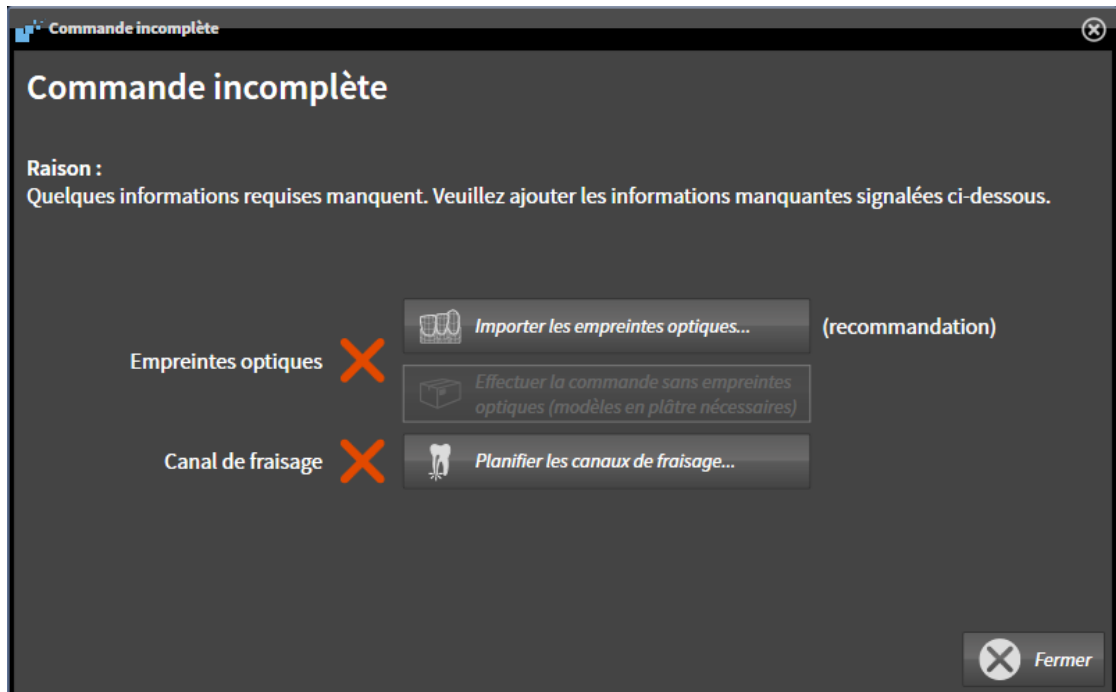 Commande incomplète
Commande incomplète
Raison :
Quelques informations requises manquent. Veuillez ajouter les informations manquantes signalées ci-dessous.
Empreintes optiques
Importer les empreintes optiques...
(recommandation)
Effectuer la commande sans empreintes
optiques (modèles en plâtre nécessaires)
Canal de fraisage
Planifier les canaux de fraisage...
Fermer